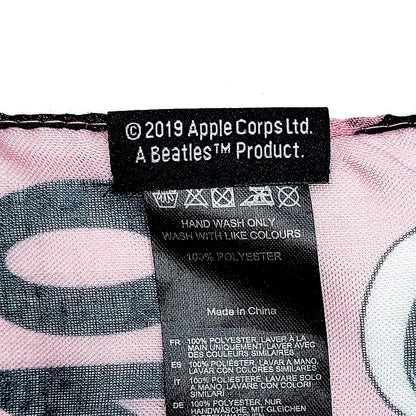 © 2019 Apple Corps Ltd.
A Beatles™ Product.
HAND WASH ONLY
WASH WITH LIKE COLOURS
100% POLYESTER
Made in China
FR 100% POLYESTER, LAVER À LA
MAIN UNIQUEMENT, LAVER AVEC
DES COULEURS SIMILAIRES
ES 100% POLYESTER, LAVAR A MANO,
LAVAR CON COLORES SIMILARES
IT 100% POLIESTERE, LAVARE SOLO
A MANO, LAVARE CON COLORI
SIMILARI
DE 100% POLYESTER, NUR
HANDWÄSCHE, MIT GLEICHEN